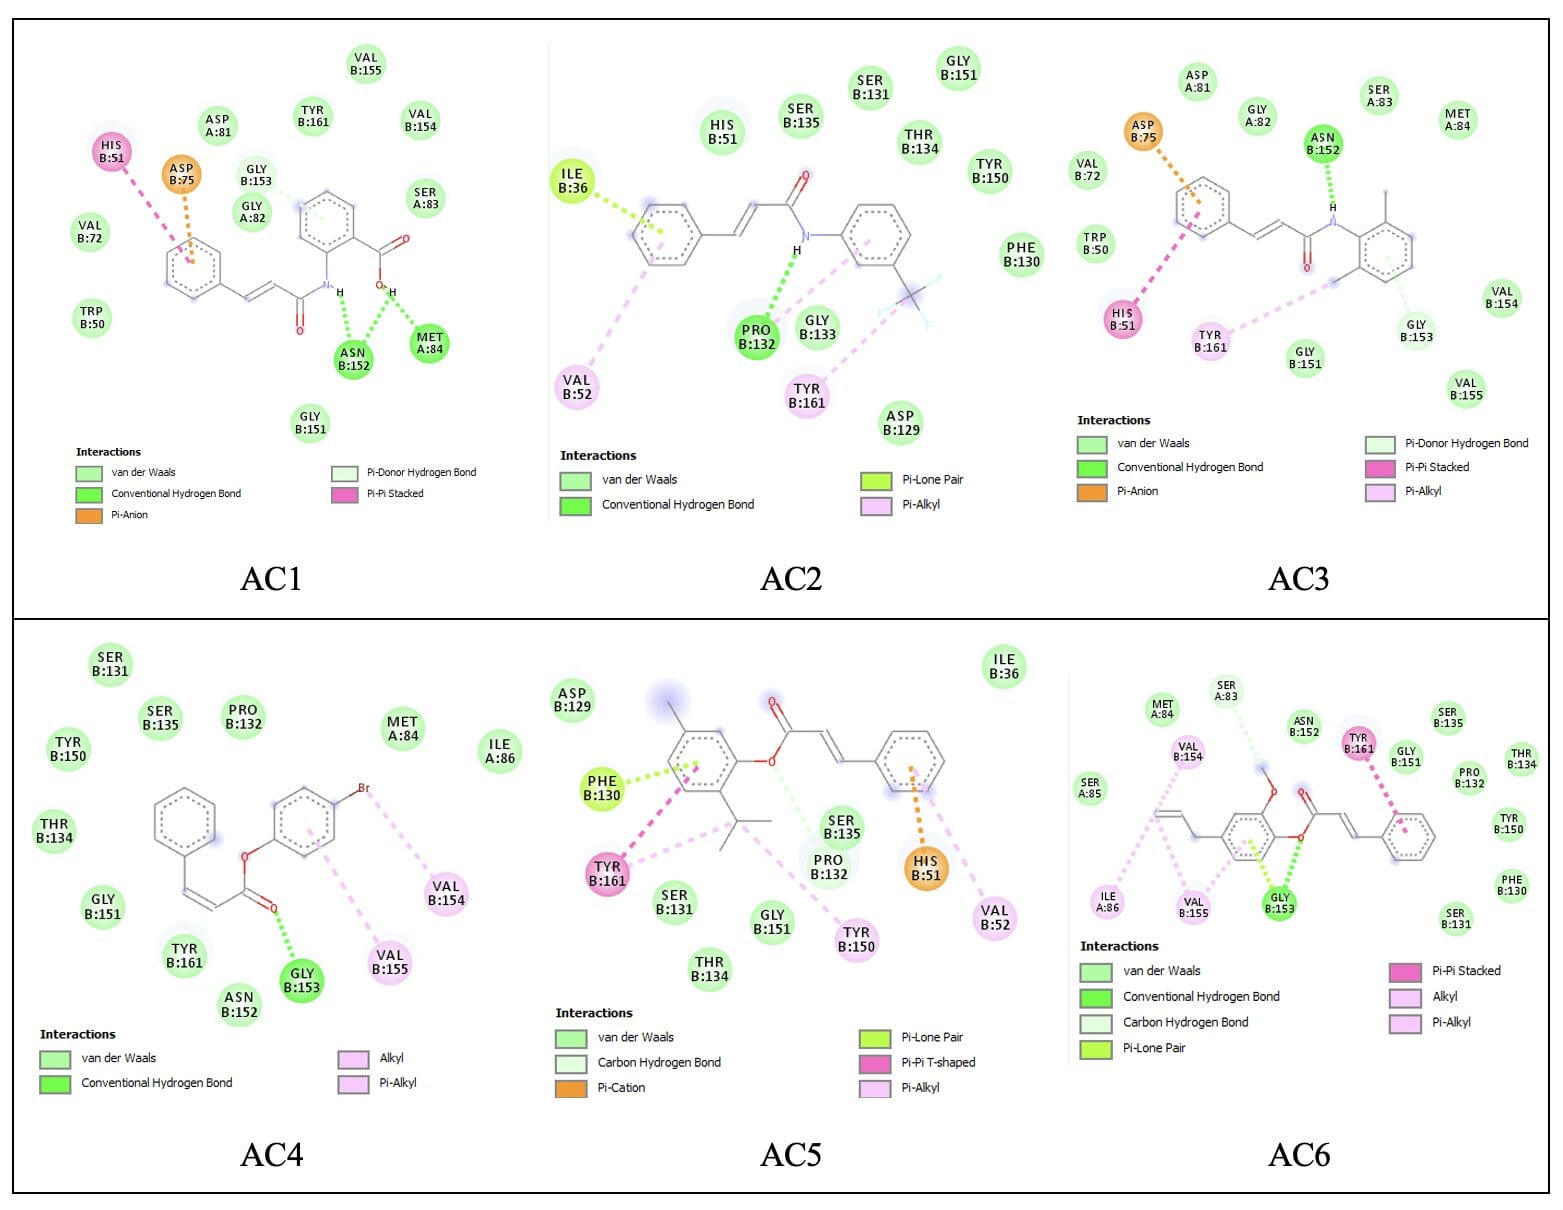 VAL
B:155
TYR
B:161
ASP
A:81
VAL
B:154
HIS
B:51
ASP
B:75
GLY
B:153
GLY
A:82
SER
A:83
VAL
B:72
TRP
B:50
N
H
O
O
O
H
ASN
B:152
MET
A:84
GLY
B:151
Interactions
van der Waals
Conventional Hydrogen Bond
Pi-Anion
Pi-Donor Hydrogen Bond
Pi-Pi Stacked
AC1
GLY
B:151
SER
B:131
SER
B:135
HIS
B:51
THR
B:134
TYR
B:150
ILE
B:36
O
N
H
F
F
F
PHE
B:130
PRO
B:132
GLY
B:133
VAL
B:52
TYR
B:161
ASP
B:129
Interactions
van der Waals
Conventional Hydrogen Bond
Pi-Lone Pair
Pi-Alkyl
AC2
ASP
A:81
SER
A:83
GLY
A:82
MET
A:84
ASP
B:75
ASN
B:152
VAL
B:72
TRP
B:50
H
N
O
VAL
B:154
HIS
B:51
TYR
B:161
GLY
B:153
GLY
B:151
VAL
B:155
Interactions
van der Waals
Conventional Hydrogen Bond
Pi-Anion
Pi-Donor Hydrogen Bond
Pi-Pi Stacked
Pi-Alkyl
AC3
SER
B:131
SER
B:135
PRO
B:132
MET
A:84
TYR
B:150
ILE
A:86
Br
THR
B:134
O
O
GLY
B:151
VAL
B:154
TYR
B:161
VAL
B:155
GLY
B:153
ASN
B:152
Interactions
van der Waals
Conventional Hydrogen Bond
Alkyl
Pi-Alkyl
AC4
ILE
B:36
ASP
B:129
O
O
PHE
B:130
SER
B:135
TYR
B:161
PRO
B:132
HIS
B:51
SER
B:131
GLY
B:151
VAL
B:52
TYR
B:150
THR
B:134
Interactions
van der Waals
Carbon Hydrogen Bond
Pi-Cation
Pi-Lone Pair
Pi-Pi T-shaped
Pi-Alkyl
AC5
SER
A:83
MET
A:84
ASN
B:152
SER
B:135
VAL
B:154
TYR
B:161
GLY
B:151
THR
B:134
PRO
B:132
SER
A:85
O
O
O
TYR
B:150
PHE
B:130
ILE
A:86
VAL
B:155
GLY
B:153
SER
B:131
Interactions
van der Waals
Conventional Hydrogen Bond
Carbon Hydrogen Bond
Pi-Lone Pair
Pi-Pi Stacked
Alkyl
Pi-Alkyl
AC6